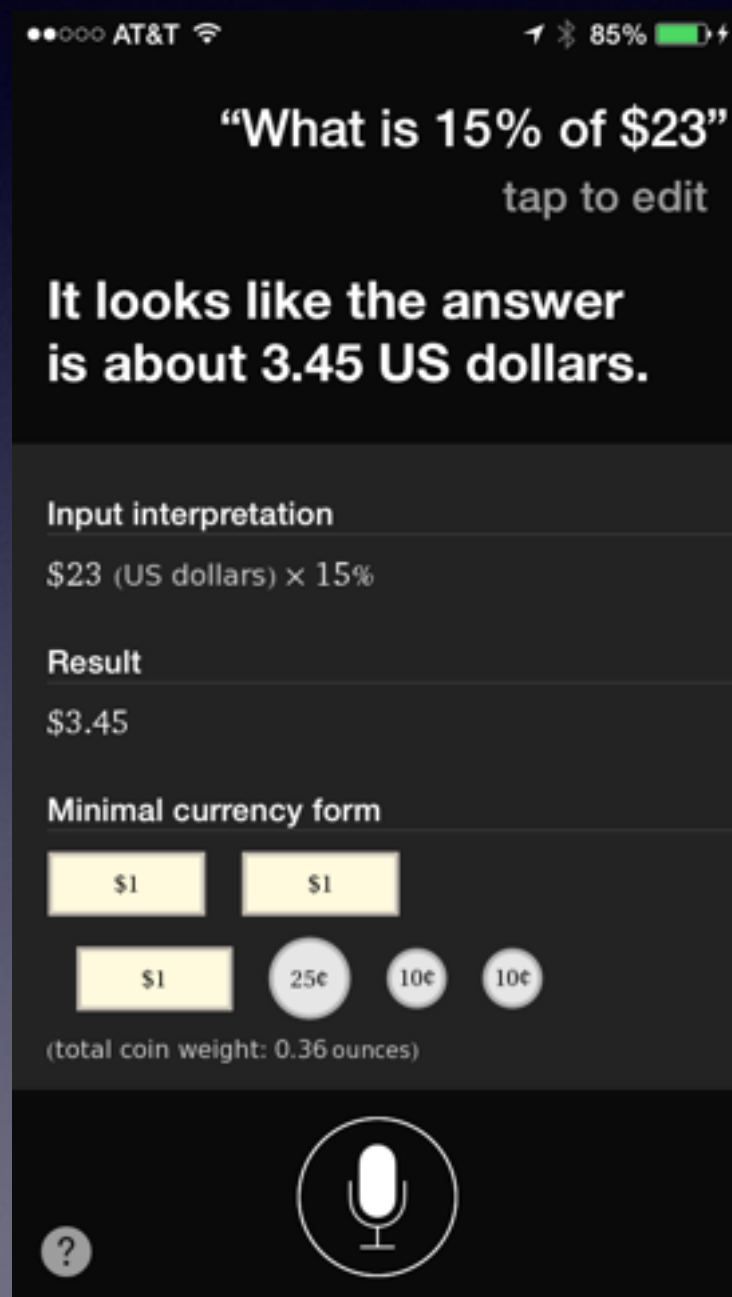 AT&T 85%
“What is 15% of $23”
tap to edit
It looks like the answer
is about 3.45 US dollars.
Input interpretation
$23 (US dollars) × 15%
Result
$3.45
Minimal currency form
$1 $1
$1 25¢ 10¢ 10¢
(total coin weight: 0.36 ounces)
?